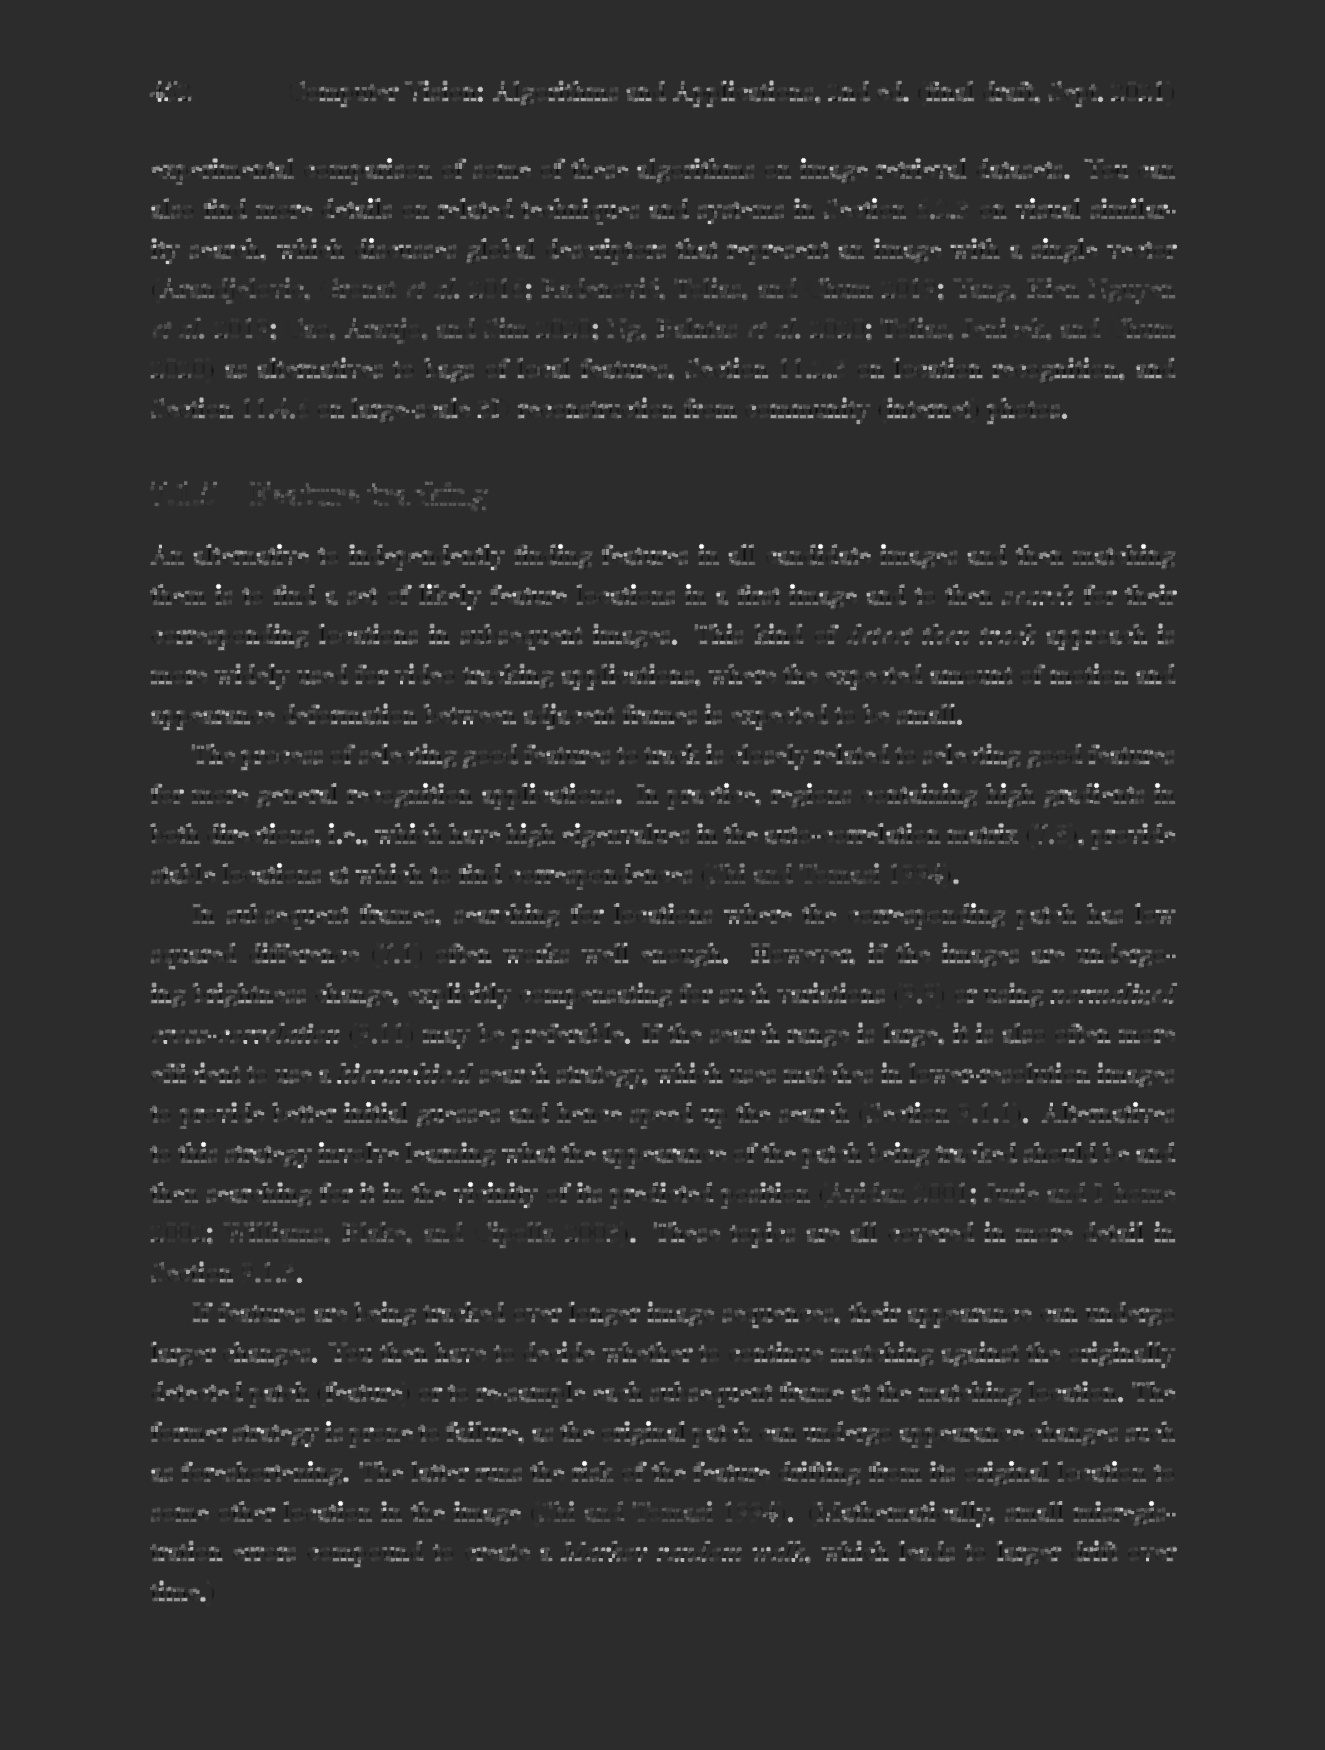 Computer Vision: Algorithms and Applications, 2nd ed. (final draft, Sept. 2021)
experimental comparison of some of these algorithms on image retrieval datasets. You can
also find more details on related techniques and systems in Section on visual similar-
ity search, which discusses global descriptors that represent an image with a single vector
(Arandjelovic, Gronat et al. 2016; Radenović, Tolias, and Chum 2019; Yang, Kien Nguyen
et al. 2019; Cao, Araujo, and Sim 2020; Ng, Balntas et al. 2020; Tolias, Jenicek, and Chum
2020) as alternatives to bags of local features, Section on location recognition, and
Section 11.4.6 on large-scale 3D reconstruction from community (internet) photos.
Feature tracking
An alternative to independently finding features in all candidate images and then matching
them is to find a set of likely feature locations in a first image and to then search for their
corresponding locations in subsequent images. This kind of detect then track approach is
more widely used for video tracking applications, where the expected amount of motion and
appearance deformation between adjacent frames is expected to be small.
The process of selecting good features to track is closely related to selecting good features
for more general recognition applications. In practice, regions containing high gradients in
both directions, i.e., which have high eigenvalues in the auto-correlation matrix (7.8), provide
stable locations at which to find correspondences (Shi and Tomasi 1994).
In subsequent frames, searching for locations where the corresponding patch has low
squared difference (7.1) often works well enough. However, if the images are undergo-
ing brightness change, explicitly compensating for such variations (9.9) or using normalized
cross-correlation (9.11) may be preferable. If the search range is large, it is also often more
efficient to use a hierarchical search strategy, which uses matches in lower-resolution images
to provide better initial guesses and hence speed up the search (Section 9.1.1). Alternatives
to this strategy involve learning what the appearance of the patch being tracked should be and
then searching for it in the vicinity of its predicted position (Avidan 2001; Jurie and Dhome
2002; Williams, Blake, and Cipolla 2003). These topics are all covered in more detail in
Section
If features are being tracked over longer image sequences, their appearance can undergo
larger changes. You then have to decide whether to continue matching against the originally
detected patch (feature) or to re-sample each subsequent frame at the matching location. The
former strategy is prone to failure, as the original patch can undergo appearance changes such
as foreshortening. The latter runs the risk of the feature drifting from its original location to
some other location in the image (Shi and Tomasi 1994). (Mathematically, small misregis-
tration errors compound to create a Markov random walk, which leads to larger drift over
time.)